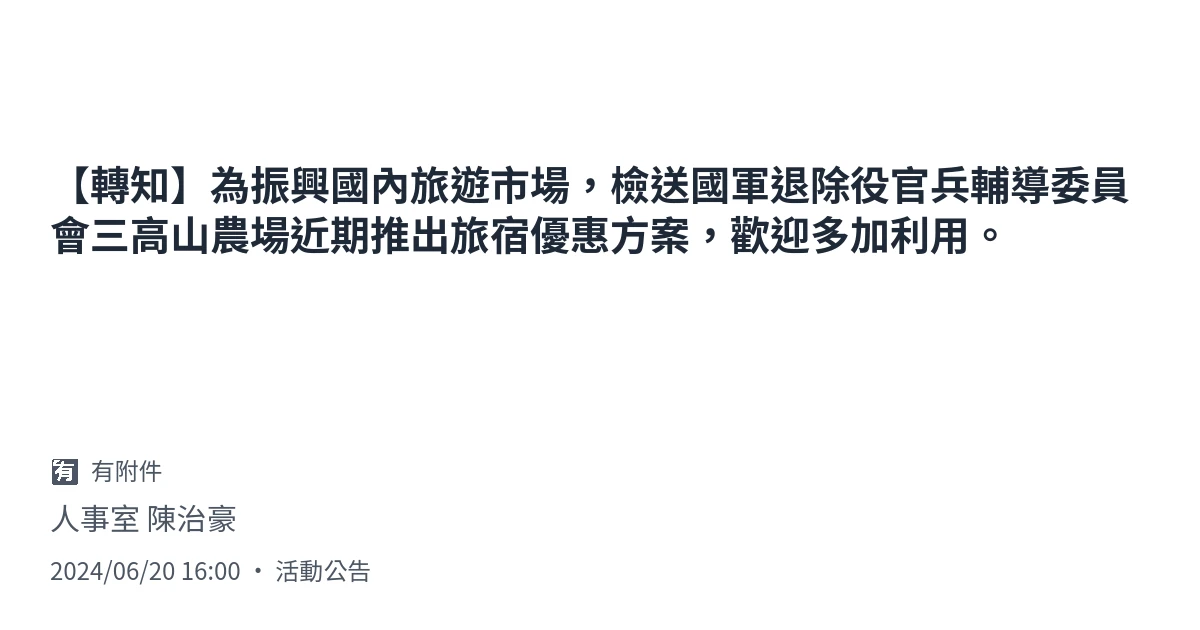 【轉知】為振興國內旅遊市場，檢送國軍退除役官兵輔導委員
會三高山農場近期推出旅宿優惠方案，歡迎多加利用。
有 有附件
人事室 陳治豪
2024/06/20 16:00 ・ 活動公告